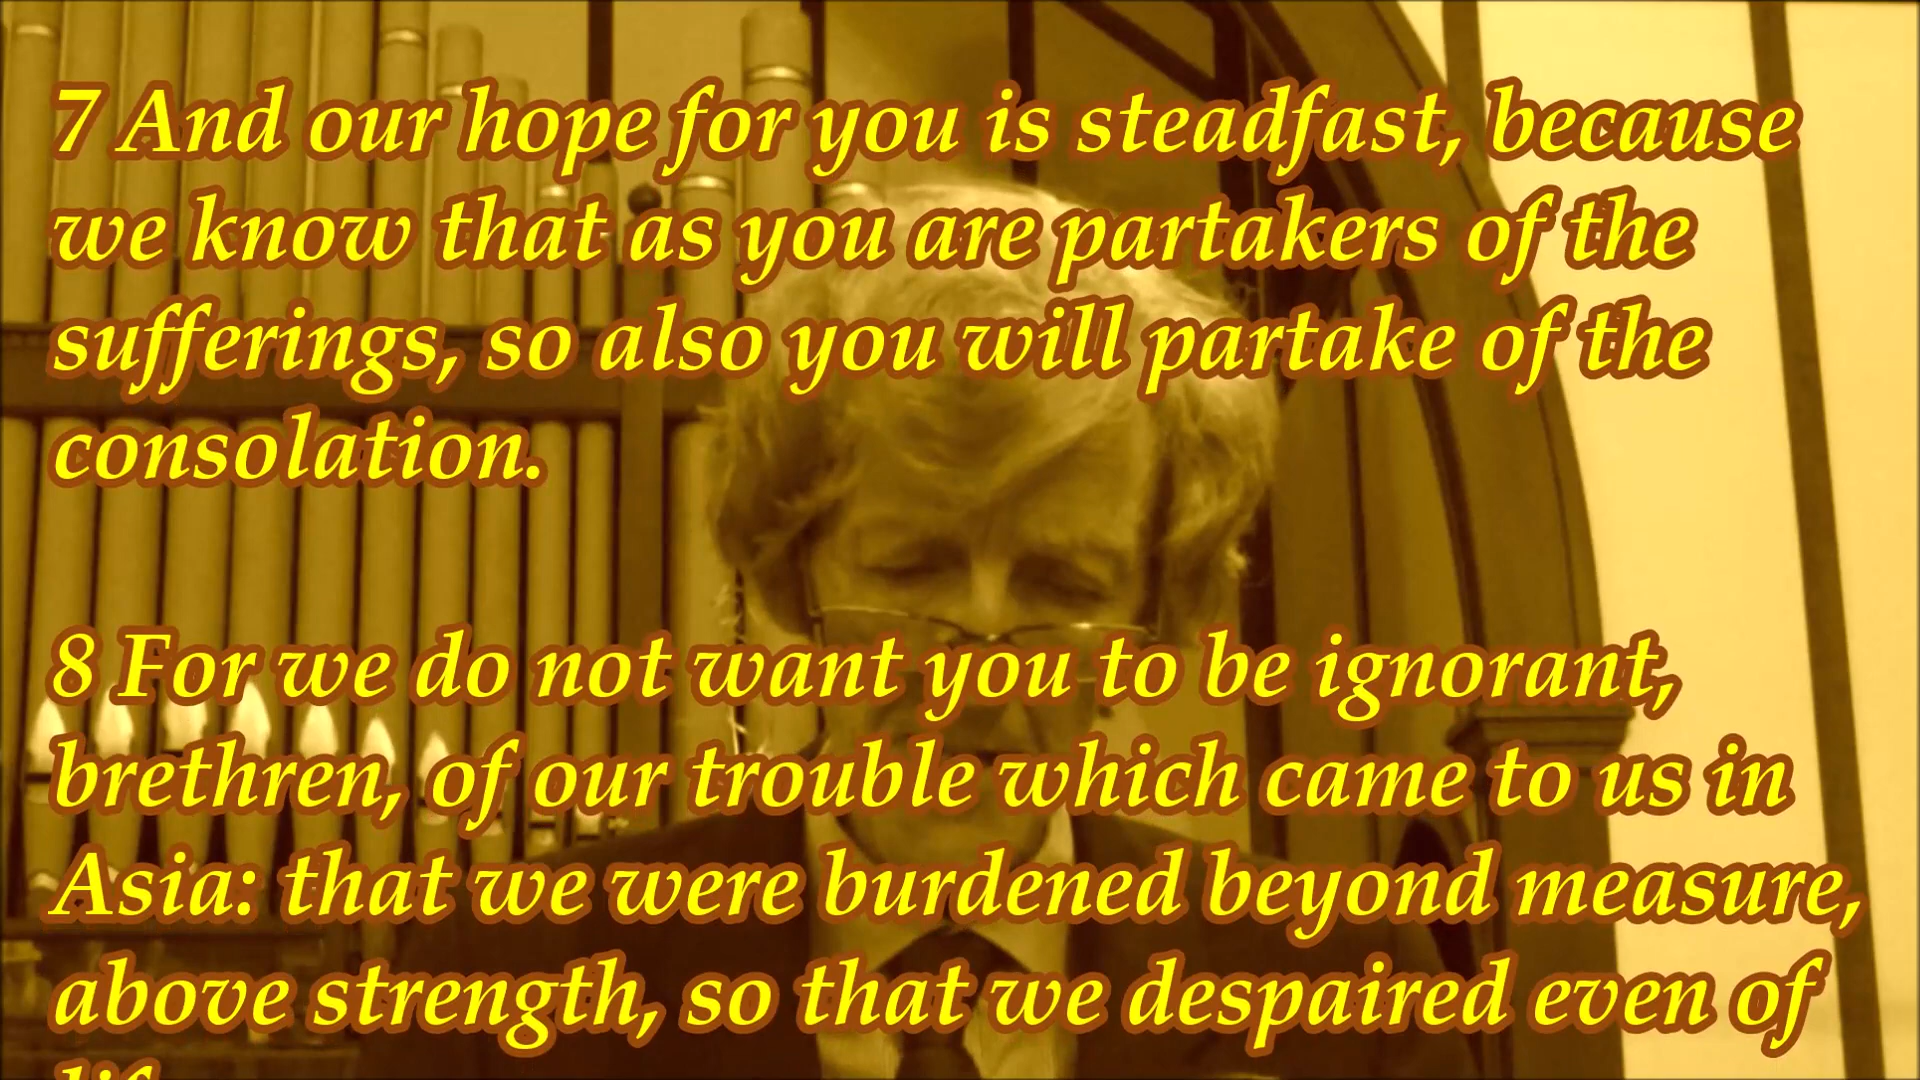 7 And our hope for you is steadfast, because
we know that as you are partakers of the
sufferings, so also you will partake of the
consolation.
8 For we do not want you to be ignorant,
brethren, of our trouble which came to us in
Asia: that we were burdened beyond measure,
above strength, so that we despaired even of